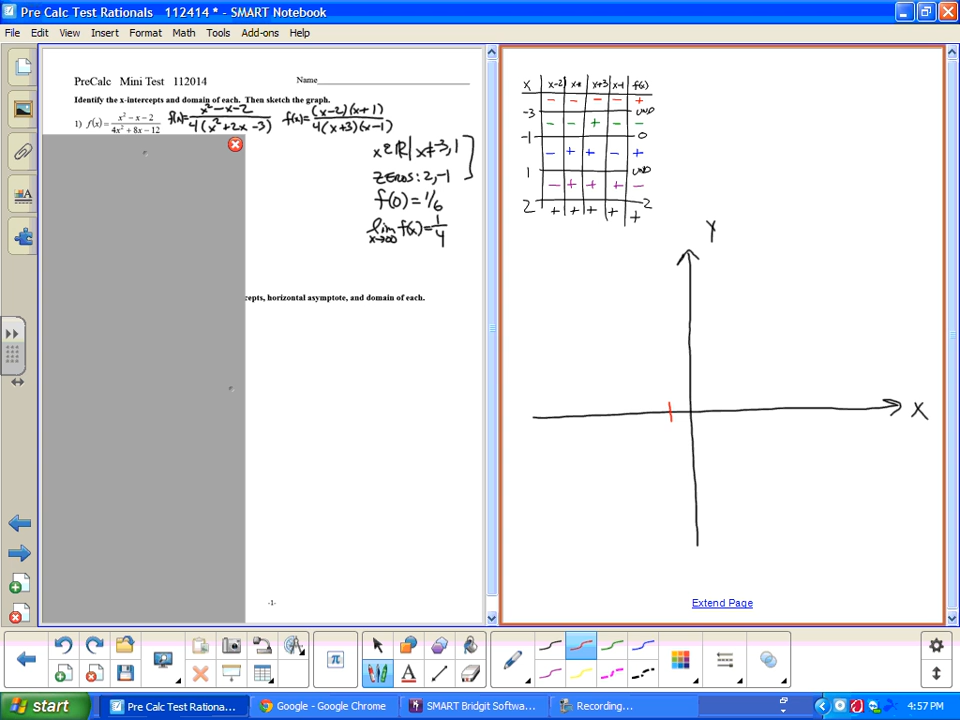 Pre Calc Test Rationals 112414 * - SMART Notebook
File Edit View Insert Format Math Tools Add-ons Help
PreCalc Mini Test 112014 Name
Identify the x-intercepts and domain of each. Then sketch the graph.
1) f(x) = x² − x − 2 / 4x² + 8x − 12
f(x) = x² − x − 2 / 4(x² + 2x − 3)
f(x) = (x−2)(x+1) / 4(x+3)(x−1)
x∈ℝ | x≠−3, 1
zeros: 2, −1
f(0) = 1/6
lim x→∞ f(x) = 1/4
cepts, horizontal asymptote, and domain of each.
-1-
X x−2 x+3 x−1 f(x)
− − − − +
−3 UND
− − + − −
−1 0
− + + − +
1 UND
− + + + −
2 2
+ + + + +
Y
X
Extend Page
start
Pre Calc Test Rationa...
Google - Google Chrome
SMART Bridgit Softwa...
Recording...
4:57 PM